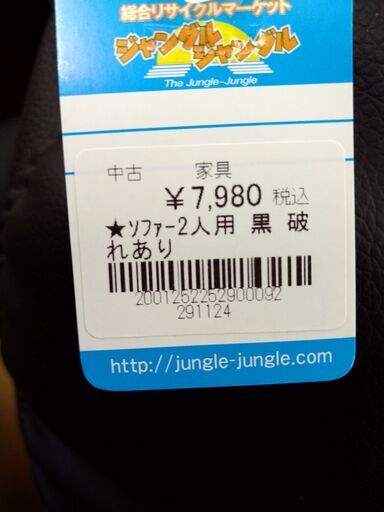 総合リサイクルマーケット
ジャングル
ジャングル
The Jungle-Jungle
中古 家具
￥7,980 税込
★ソファー2人用 黒 破
れあり
2001252252900092
291124
http://jungle-jungle.com